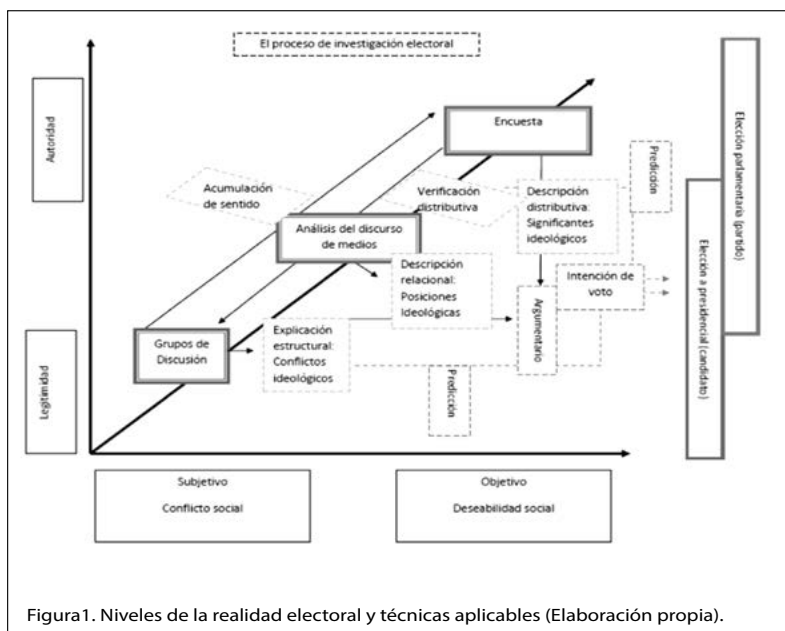 El proceso de investigación electoral
Autoridad
Legitimidad
Encuesta
Acumulación
de sentido
Verificación
distributiva
Descripción
distributiva:
Significantes
ideológicos
Predicción
Análisis del discurso
de medios
Descripción
relacional:
Posiciones
Ideológicas
Intención de
voto
Argumentario
Grupos de
Discusión
Explicación
estructural:
Conflictos
ideológicos
Predicción
Elección parlamentaria (partido)
Elección a presidencial (candidato)
Subjetivo
Conflicto social
Objetivo
Deseabilidad social
Figura1. Niveles de la realidad electoral y técnicas aplicables (Elaboración propia).